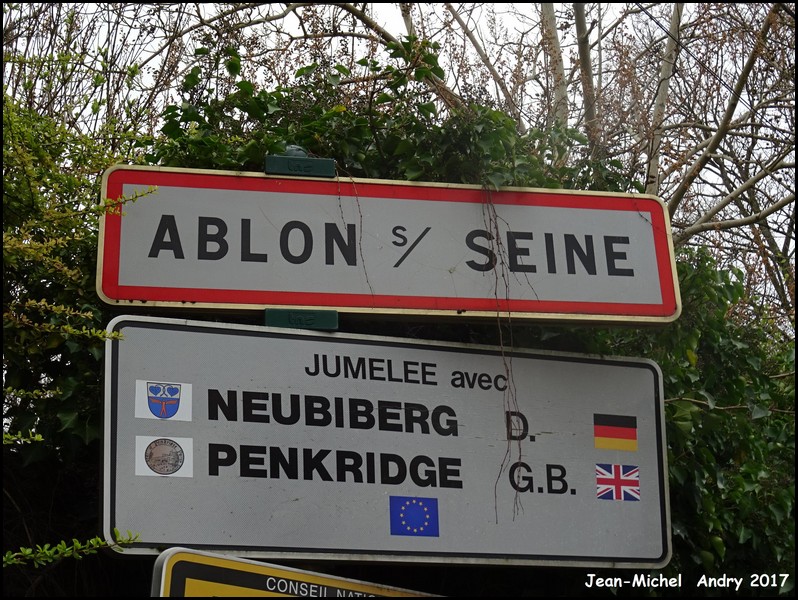 ABLON s/ SEINE
JUMELEE avec
NEUBIBERG D.
PENKRIDGE G.B.
CONSEIL
Jean-Michel Andry 2017